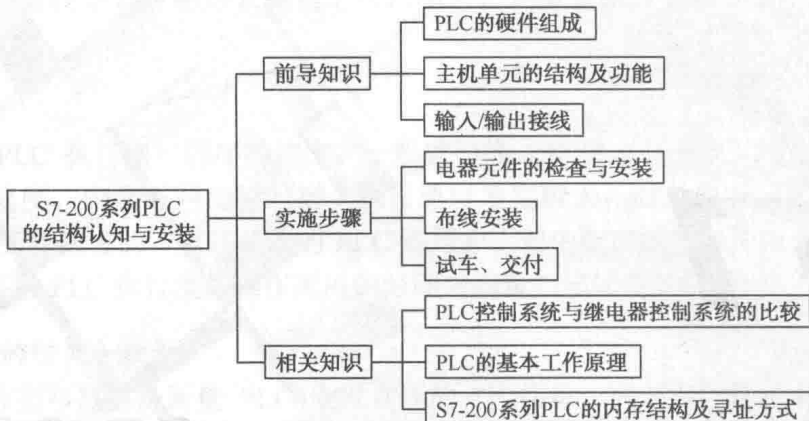 PLC的硬件组成
前导知识
主机单元的结构及功能
输入/输出接线
电器元件的检查与安装
S7-200系列PLC
的结构认知与安装
实施步骤
布线安装
试车、交付
PLC控制系统与继电器控制系统的比较
相关知识
PLC的基本工作原理
S7-200系列PLC的内存结构及寻址方式